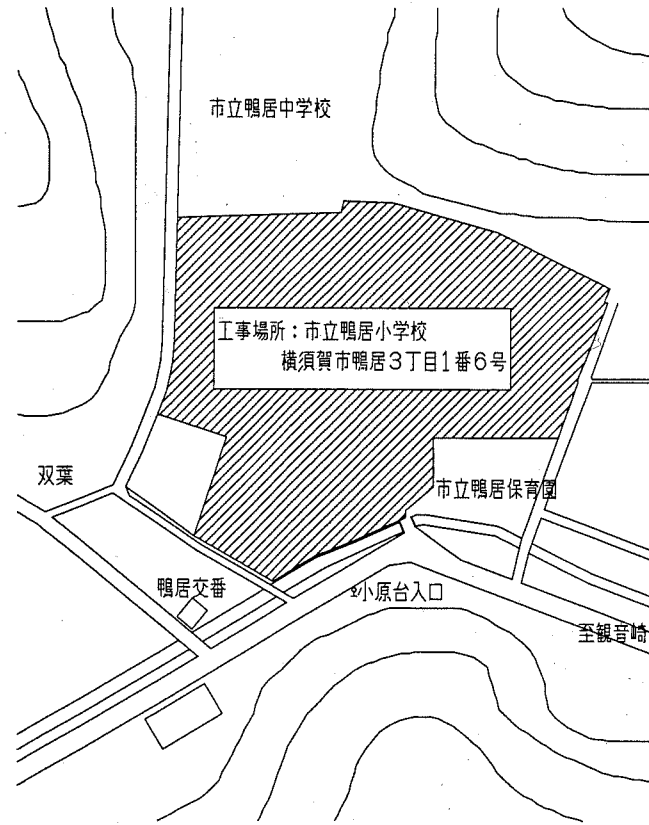 市立鴨居中学校
工事場所：市立鴨居小学校
横須賀市鴨居３丁目１番６号
双葉
市立鴨居保育園
鴨居交番
小原台入口
至観音崎